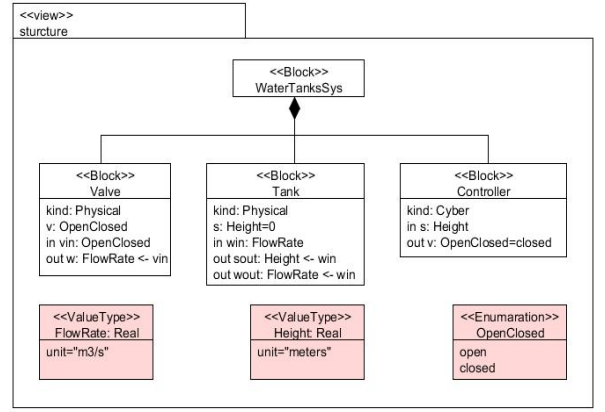 <<view>>
sturcture
<<Block>>
WaterTanksSys
<<Block>>
Valve
kind: Physical
v: OpenClosed
in vin: OpenClosed
out w: FlowRate <- vin
<<Block>>
Tank
kind: Physical
s: Height=0
in win: FlowRate
out sout: Height <- win
out wout: FlowRate <- win
<<Block>>
Controller
kind: Cyber
in s: Height
out v: OpenClosed=closed
<<ValueType>>
FlowRate: Real
unit="m3/s"
<<ValueType>>
Height: Real
unit="meters"
<<Enumaration>>
OpenClosed
open
closed